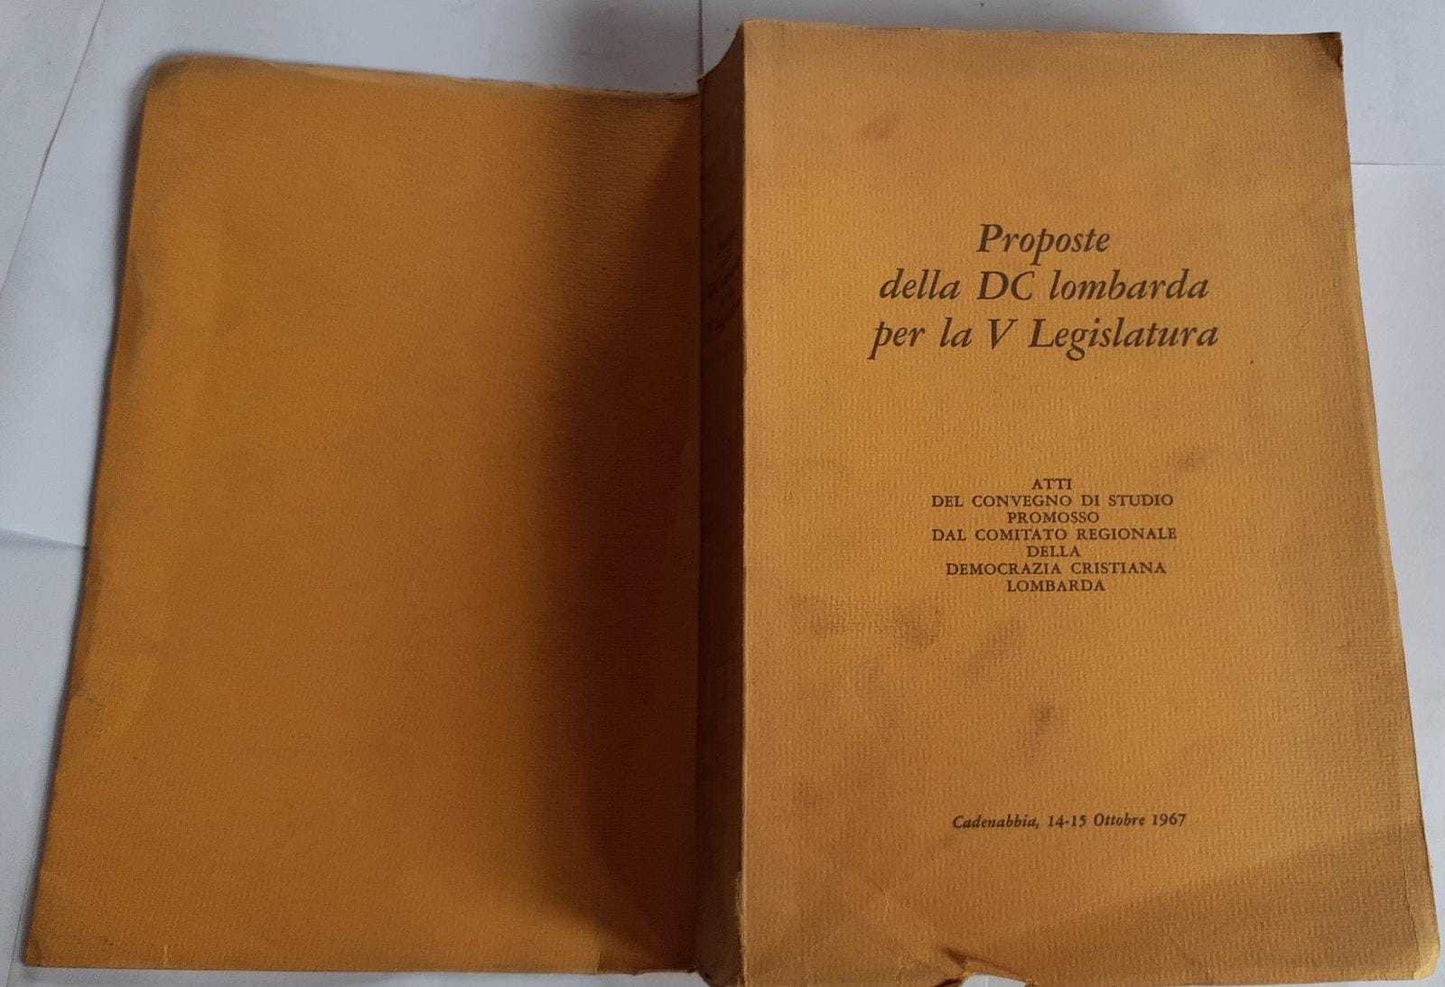 Proposte
della DC lombarda
per la V Legislatura
ATTI
DEL CONVEGNO DI STUDIO
PROMOSSO
DAL COMITATO REGIONALE
DELLA
DEMOCRAZIA CRISTIANA
LOMBARDA
Cadenabbia, 14-15 Ottobre 1967